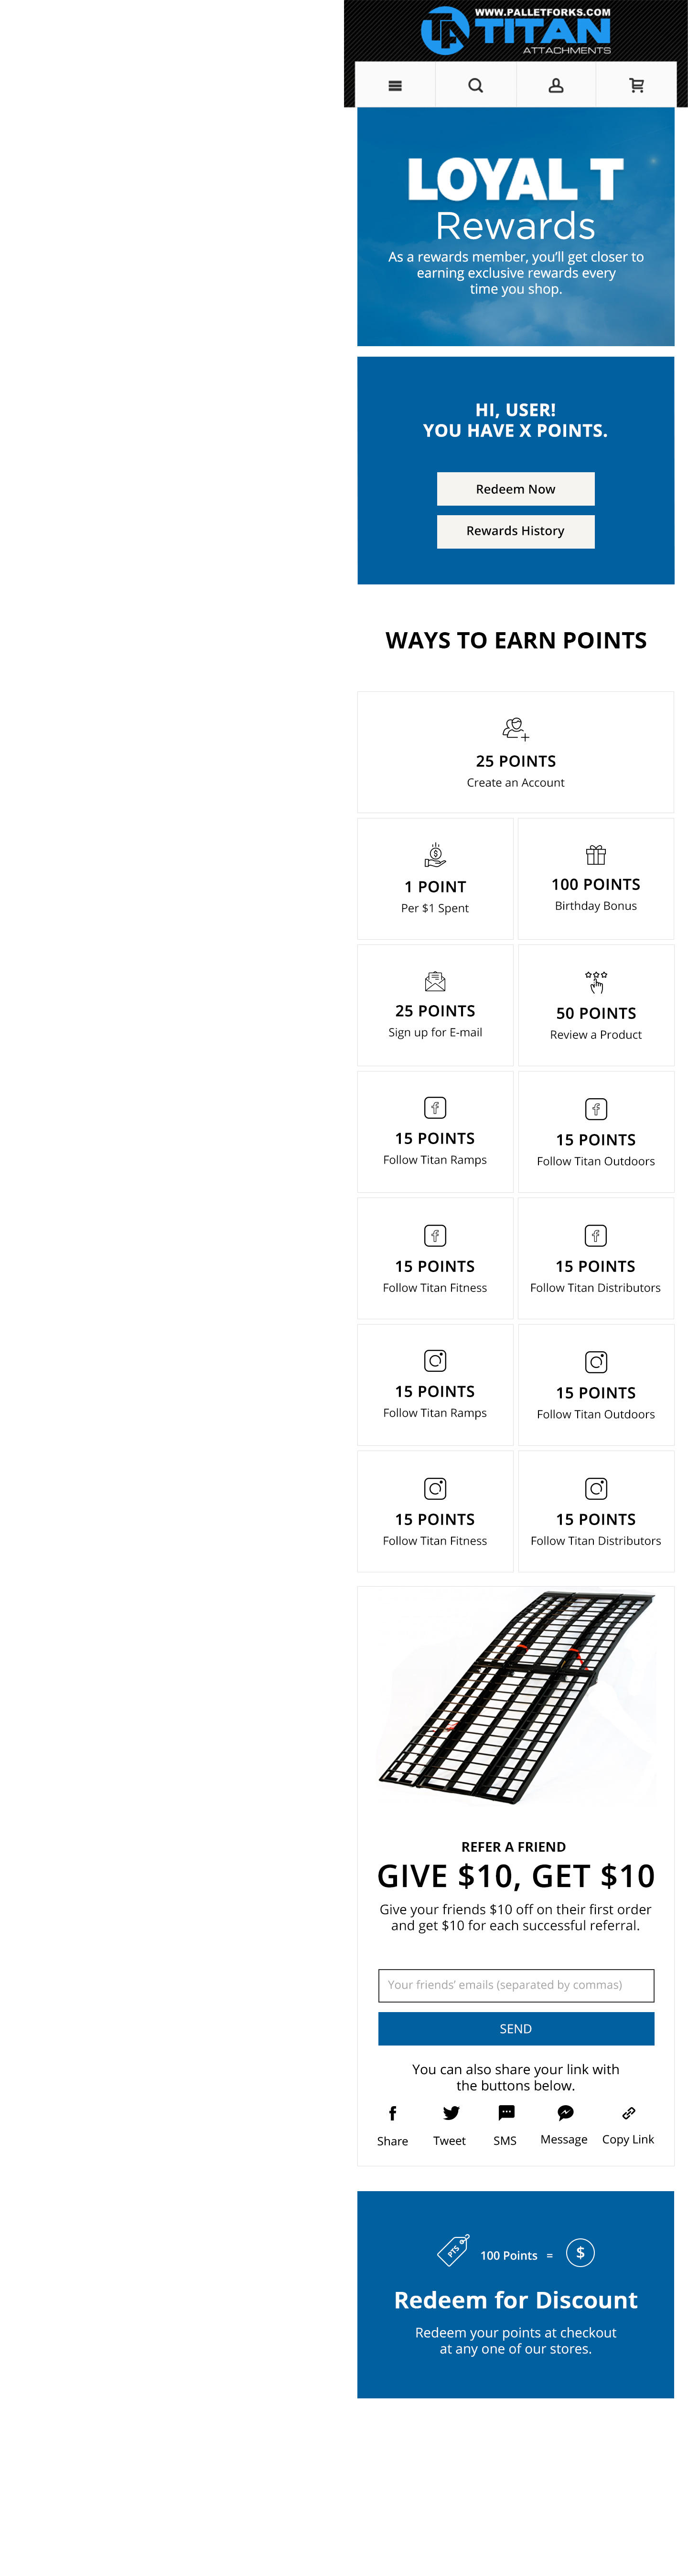 WWW.PALLETFORKS.COM
TITAN
ATTACHMENTS
LOYAL T
Rewards
As a rewards member, you'll get closer to
earning exclusive rewards every
time you shop.
HI, USER!
YOU HAVE X POINTS.
Redeem Now
Rewards History
WAYS TO EARN POINTS
25 POINTS
Create an Account
1 POINT
Per $1 Spent
100 POINTS
Birthday Bonus
25 POINTS
Sign up for E-mail
50 POINTS
Review a Product
15 POINTS
Follow Titan Ramps
15 POINTS
Follow Titan Outdoors
15 POINTS
Follow Titan Fitness
15 POINTS
Follow Titan Distributors
15 POINTS
Follow Titan Ramps
15 POINTS
Follow Titan Outdoors
15 POINTS
Follow Titan Fitness
15 POINTS
Follow Titan Distributors
REFER A FRIEND
GIVE $10, GET $10
Give your friends $10 off on their first order
and get $10 for each successful referral.
Your friends' emails (separated by commas)
SEND
You can also share your link with
the buttons below.
Share Tweet SMS Message Copy Link
PTS 100 Points = $
Redeem for Discount
Redeem your points at checkout
at any one of our stores.